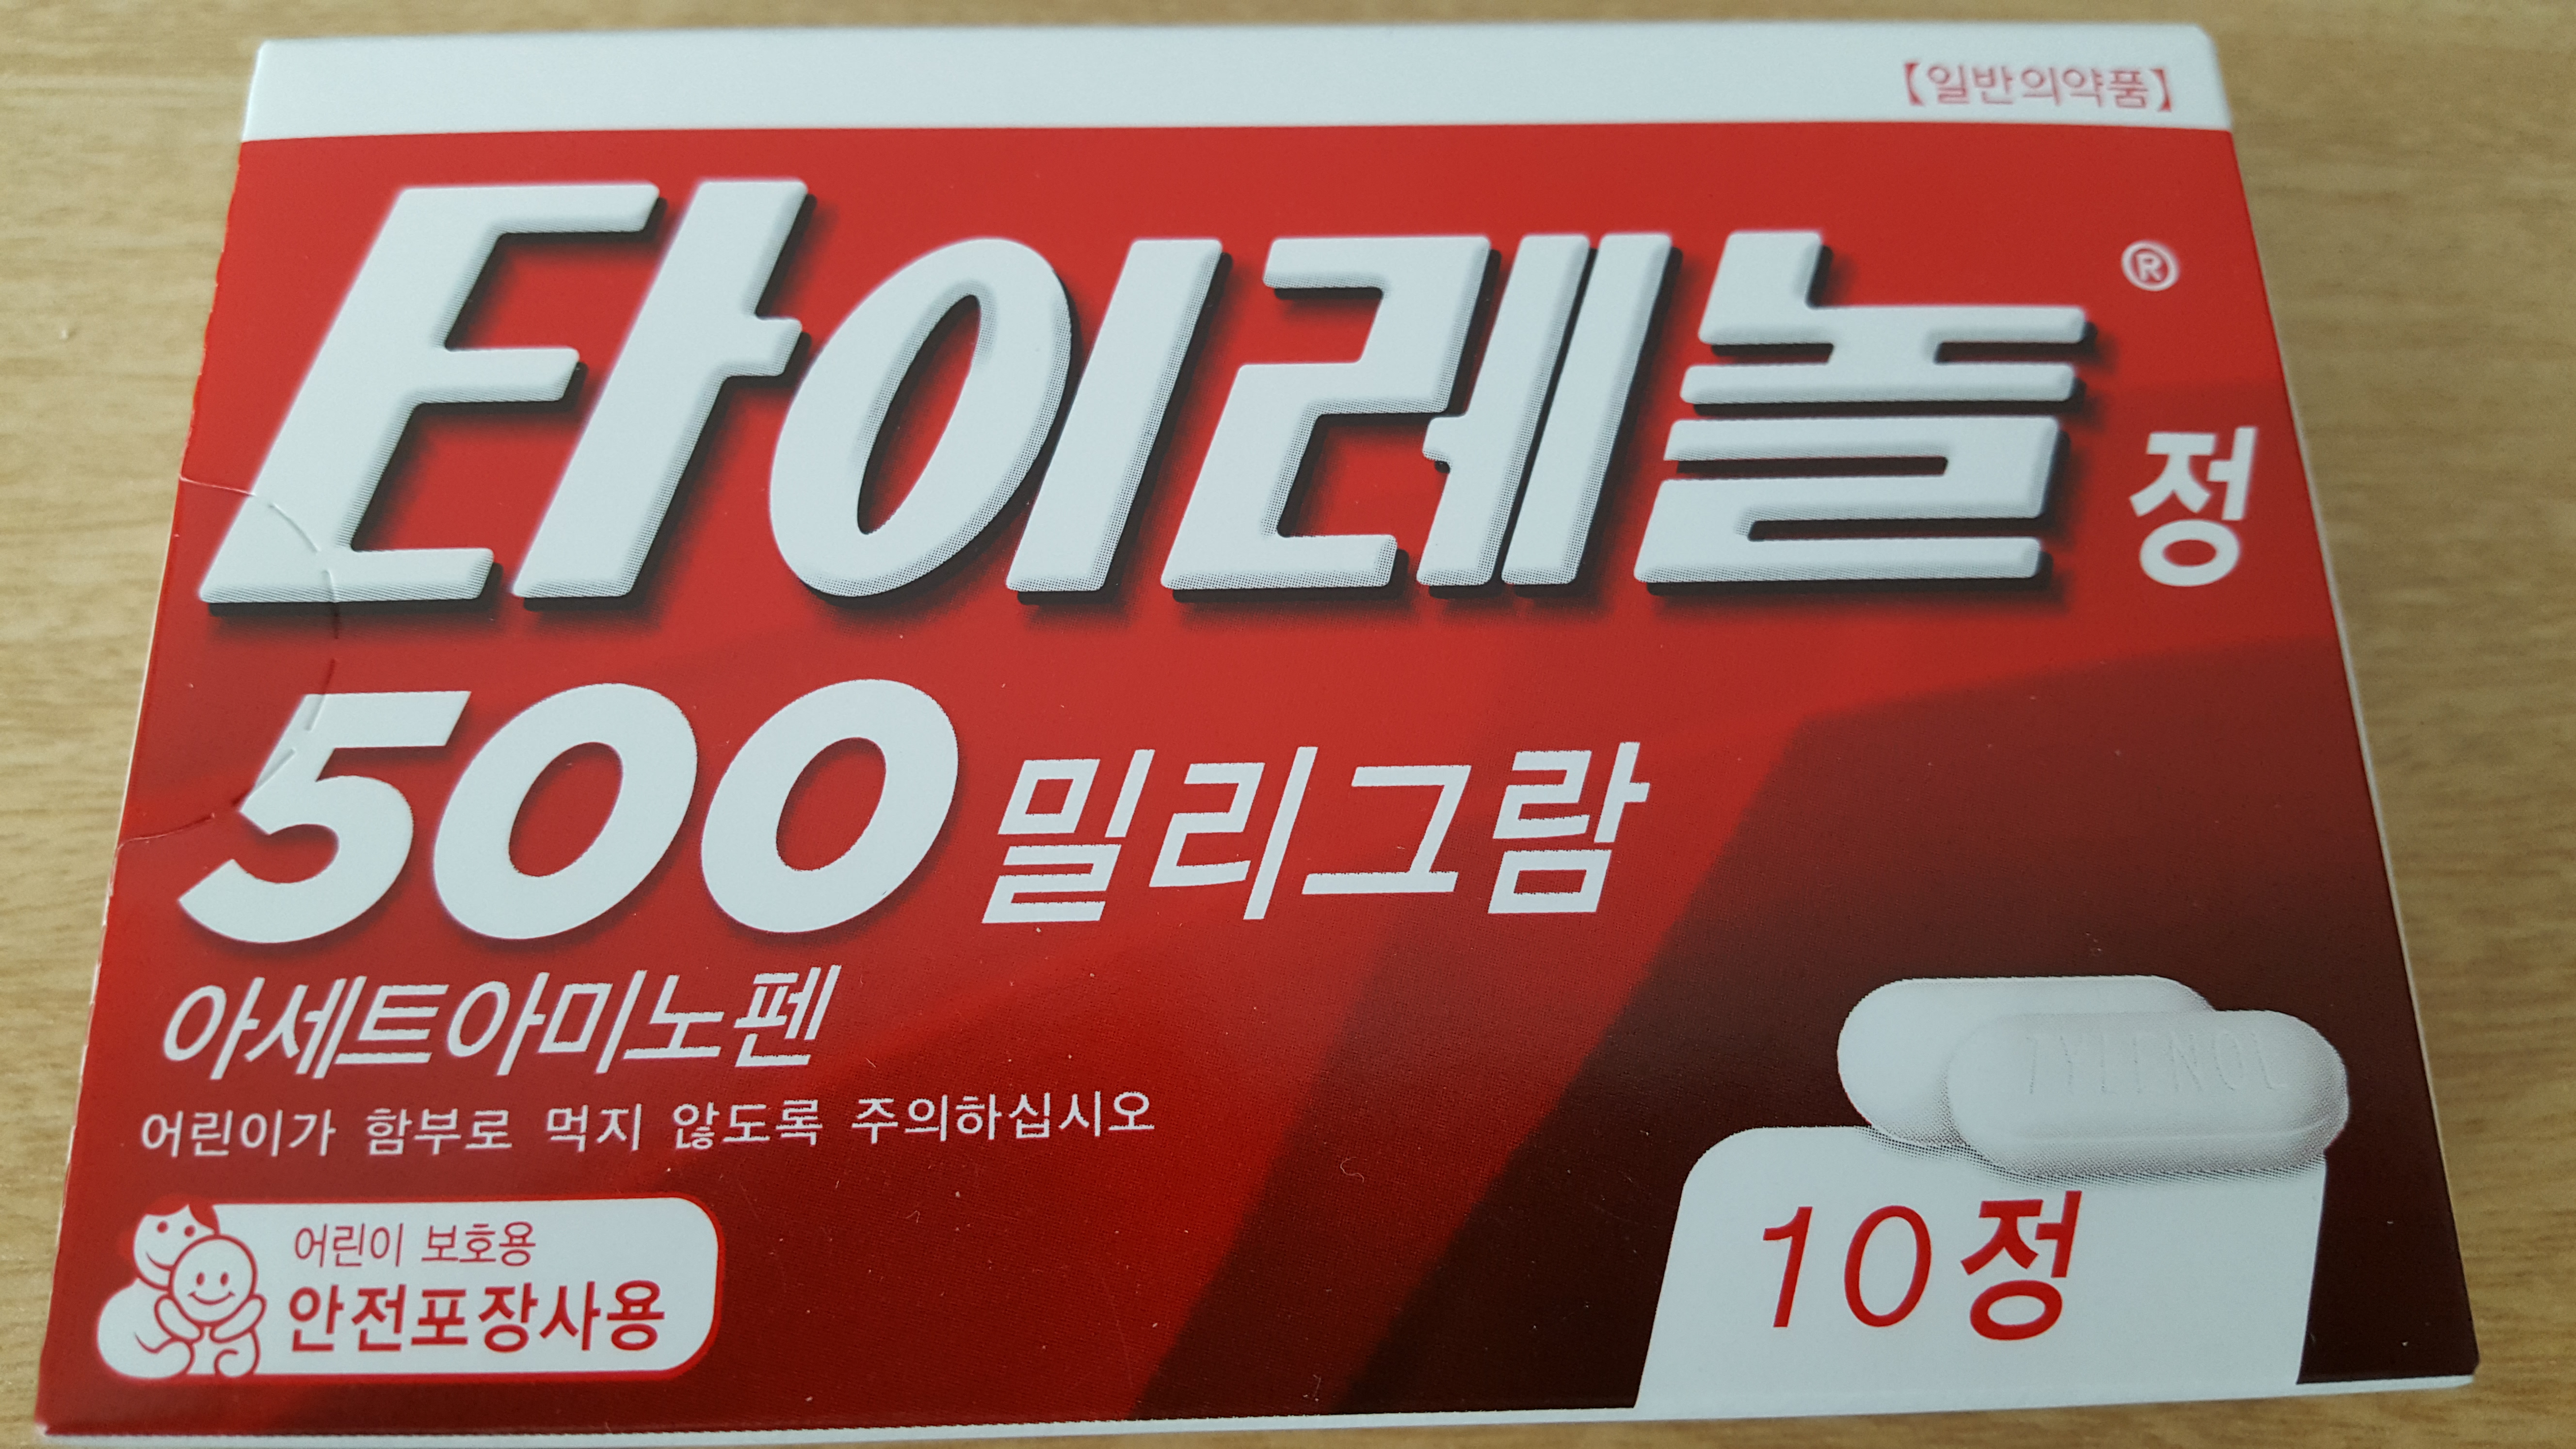 【일반의약품】
타이레놀® 정
500 밀리그람
아세트아미노펜
어린이가 함부로 먹지 않도록 주의하십시오
어린이 보호용
안전포장사용
TYLENOL
10정